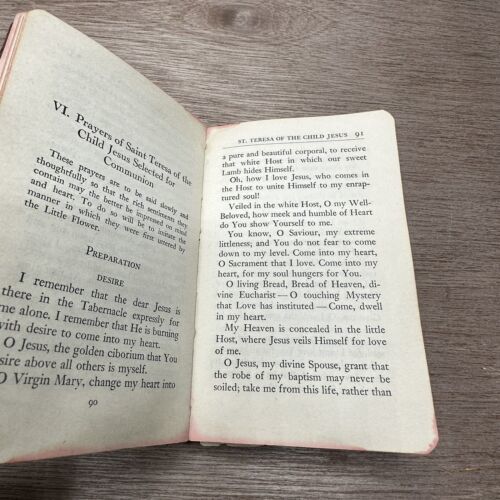 VI. Prayers of Saint Teresa of the
Child Jesus Selected for
Communion
These prayers are to be said slowly and
thoughtfully so that the rich sentiments they
contain may the better be impressed on mind
and heart. To do so will be to imitate the
manner in which they were first uttered by
the Little Flower.
PREPARATION
DESIRE
I remember that the dear Jesus is
there in the Tabernacle expressly for
me alone. I remember that He is burning
with desire to come into my heart.
O Jesus, the golden ciborium that You
desire above all others is myself.
O Virgin Mary, change my heart into
90
ST. TERESA OF THE CHILD JESUS 91
a pure and beautiful corporal, to receive
that white Host in which our sweet
Lamb hides Himself.
Oh, how I love Jesus, who comes in
the Host to unite Himself to my enrap-
tured soul!
Veiled in the white Host, O my Well-
Beloved, how meek and humble of Heart
do You show Yourself to me.
You know, O Saviour, my extreme
littleness; and You do not fear to come
down to my level. Come into my heart,
O Sacrament that I love. Come into my
heart, for my soul hungers for You.
O living Bread, Bread of Heaven, di-
vine Eucharist—O touching Mystery
that Love has instituted—Come, dwell
in my heart.
My Heaven is concealed in the little
Host, where Jesus veils Himself for love
of me.
O Jesus, my divine Spouse, grant that
the robe of my baptism may never be
soiled; take me from this life, rather than